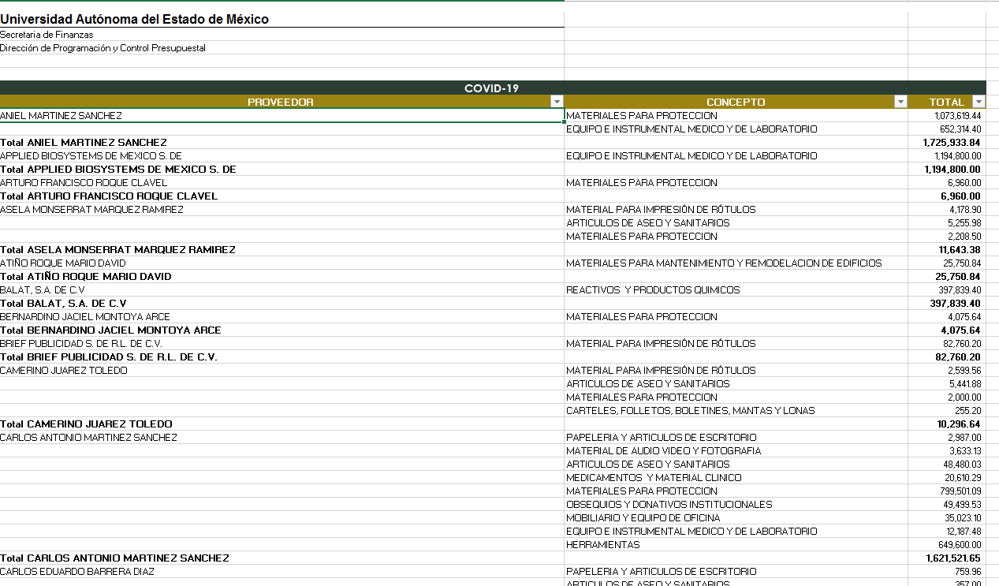 Universidad Autónoma del Estado de México
Secretaria de Finanzas
Dirección de Programación y Control Presupuestal
COVID-19
PROVEEDOR CONCEPTO TOTAL
ANIEL MARTINEZ SANCHEZ MATERIALES PARA PROTECCION 1,073,619.44
EQUIPO E INSTRUMENTAL MEDICO Y DE LABORATORIO 652,314.40
Total ANIEL MARTINEZ SANCHEZ 1,725,933.84
APPLIED BIOSYSTEMS DE MEXICO S. DE EQUIPO E INSTRUMENTAL MEDICO Y DE LABORATORIO 1,194,800.00
Total APPLIED BIOSYSTEMS DE MEXICO S. DE 1,194,800.00
ARTURO FRANCISCO ROQUE CLAVEL MATERIALES PARA PROTECCION 6,960.00
Total ARTURO FRANCISCO ROQUE CLAVEL 6,960.00
ASELA MONSERRAT MARQUEZ RAMIREZ MATERIAL PARA IMPRESIÓN DE RÓTULOS 4,178.90
ARTICULOS DE ASEO Y SANITARIOS 5,255.98
MATERIALES PARA PROTECCION 2,208.50
Total ASELA MONSERRAT MARQUEZ RAMIREZ 11,643.38
ATIÑO ROQUE MARIO DAVID MATERIALES PARA MANTENIMIENTO Y REMODELACION DE EDIFICIOS 25,750.84
Total ATIÑO ROQUE MARIO DAVID 25,750.84
BALAT, S.A. DE C.V REACTIVOS Y PRODUCTOS QUIMICOS 397,839.40
Total BALAT, S.A. DE C.V 397,839.40
BERNARDINO JACIEL MONTOYA ARCE MATERIALES PARA PROTECCION 4,075.64
Total BERNARDINO JACIEL MONTOYA ARCE 4,075.64
BRIEF PUBLICIDAD S. DE R.L. DE C.V. MATERIAL PARA IMPRESIÓN DE RÓTULOS 82,760.20
Total BRIEF PUBLICIDAD S. DE R.L. DE C.V. 82,760.20
CAMERINO JUAREZ TOLEDO MATERIAL PARA IMPRESIÓN DE RÓTULOS 2,599.56
ARTICULOS DE ASEO Y SANITARIOS 5,441.88
MATERIALES PARA PROTECCION 2,000.00
CARTELES, FOLLETOS, BOLETINES, MANTAS Y LONAS 255.20
Total CAMERINO JUAREZ TOLEDO 10,296.64
CARLOS ANTONIO MARTINEZ SANCHEZ PAPELERIA Y ARTICULOS DE ESCRITORIO 2,987.00
MATERIAL DE AUDIO VIDEO Y FOTOGRAFIA 3,633.13
ARTICULOS DE ASEO Y SANITARIOS 48,480.03
MEDICAMENTOS Y MATERIAL CLINICO 20,610.29
MATERIALES PARA PROTECCION 799,501.09
OBSEQUIOS Y DONATIVOS INSTITUCIONALES 49,499.53
MOBILIARIO Y EQUIPO DE OFICINA 35,023.10
EQUIPO E INSTRUMENTAL MEDICO Y DE LABORATORIO 12,187.48
HERRAMIENTAS 649,600.00
Total CARLOS ANTONIO MARTINEZ SANCHEZ 1,621,521.65
CARLOS EDUARDO BARRERA DIAZ PAPELERIA Y ARTICULOS DE ESCRITORIO 759.96
ARTICULOS DE ASEO Y SANITARIOS 357.00